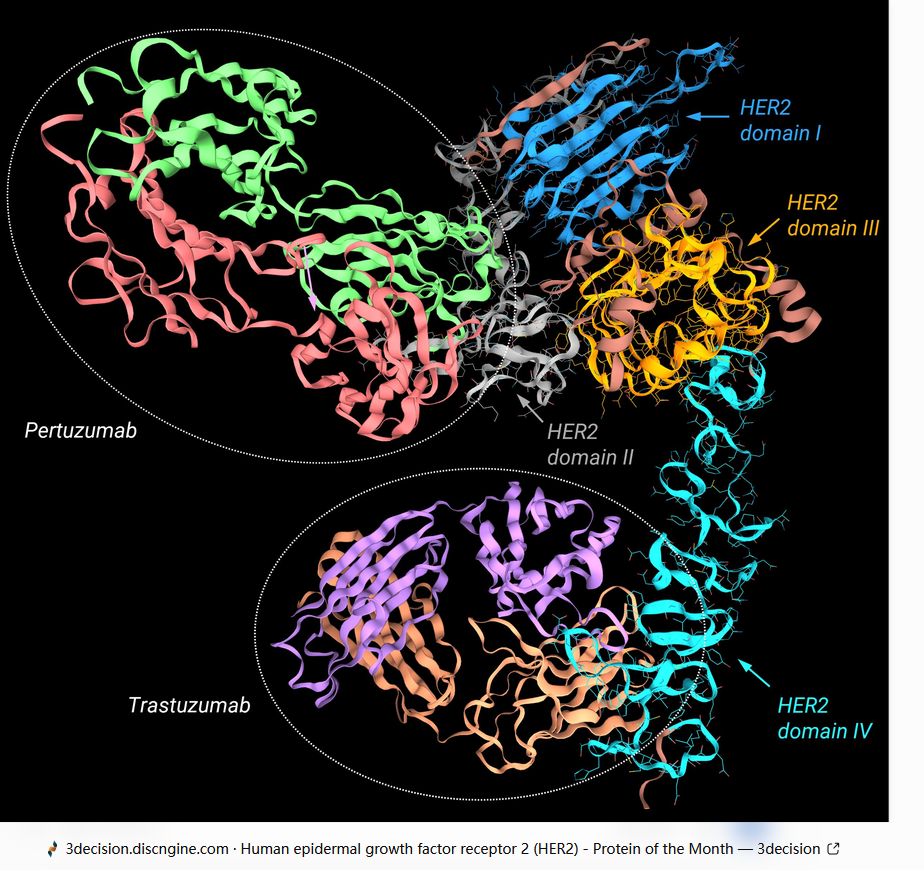 HER2
domain I
HER2
domain III
Pertuzumab
HER2
domain II
Trastuzumab
HER2
domain IV
3decision.discngine.com · Human epidermal growth factor receptor 2 (HER2) - Protein of the Month — 3decision